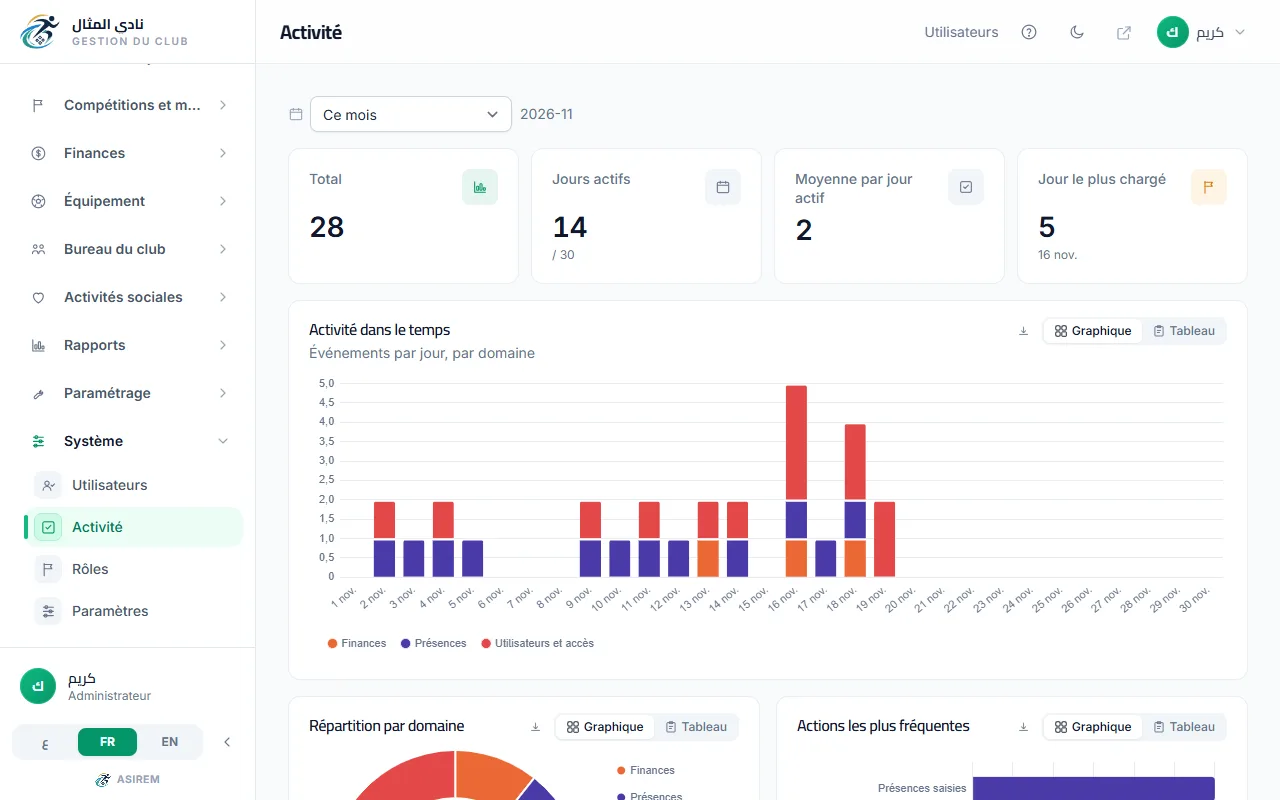 نادي المثال
GESTION DU CLUB
Activité
Utilisateurs
ك
كريم
Compétitions et m...
Finances
Équipement
Bureau du club
Activités sociales
Rapports
Paramétrage
Système
Utilisateurs
Activité
Rôles
Paramètres
ك
كريم
Administrateur
ع
FR
EN
ASIREM
Ce mois
2026-11
Total
28
Jours actifs
14
/ 30
Moyenne par jour
actif
2
Jour le plus chargé
5
16 nov.
Activité dans le temps
Événements par jour, par domaine
Graphique
Tableau
5,0
4,5
4,0
3,5
3,0
2,5
2,0
1,5
1,0
0,5
0
1 nov.
2 nov.
3 nov.
4 nov.
5 nov.
6 nov.
7 nov.
8 nov.
9 nov.
10 nov.
11 nov.
12 nov.
13 nov.
14 nov.
15 nov.
16 nov.
17 nov.
18 nov.
19 nov.
20 nov.
21 nov.
22 nov.
23 nov.
24 nov.
25 nov.
26 nov.
27 nov.
28 nov.
29 nov.
30 nov.
Finances
Présences
Utilisateurs et accès
Répartition par domaine
Graphique
Tableau
Finances
Présences
Actions les plus fréquentes
Graphique
Tableau
Présences saisies